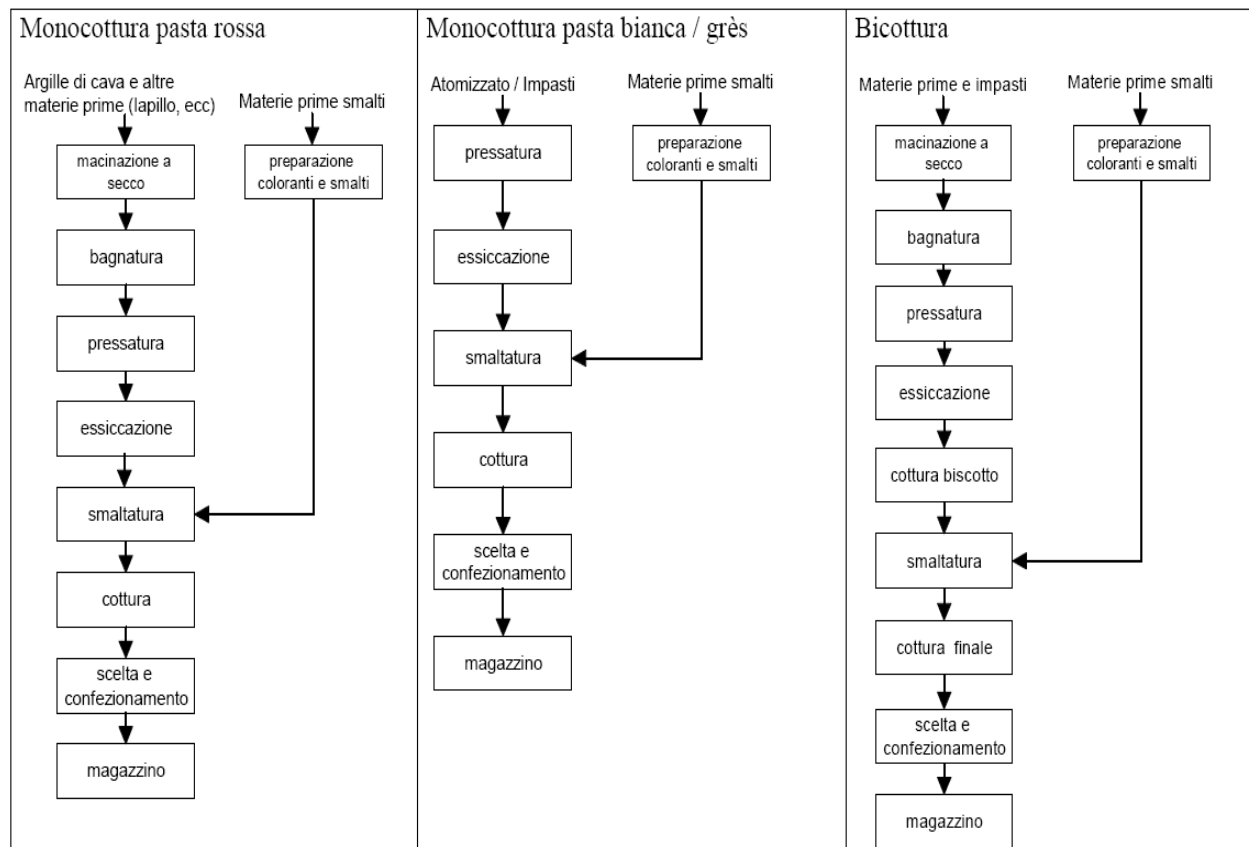 Monocottura pasta rossa
Argille di cava e altre
materie prime (lapillo, ecc)
Materie prime smalti
macinazione a
secco
preparazione
coloranti e smalti
bagnatura
pressatura
essiccazione
smaltatura
cottura
scelta e
confezionamento
magazzino
Monocottura pasta bianca / grès
Atomizzato / Impasti
Materie prime smalti
pressatura
preparazione
coloranti e smalti
essiccazione
smaltatura
cottura
scelta e
confezionamento
magazzino
Bicottura
Materie prime e impasti
Materie prime smalti
macinazione a
secco
preparazione
coloranti e smalti
bagnatura
pressatura
essiccazione
cottura biscotto
smaltatura
cottura finale
scelta e
confezionamento
magazzino